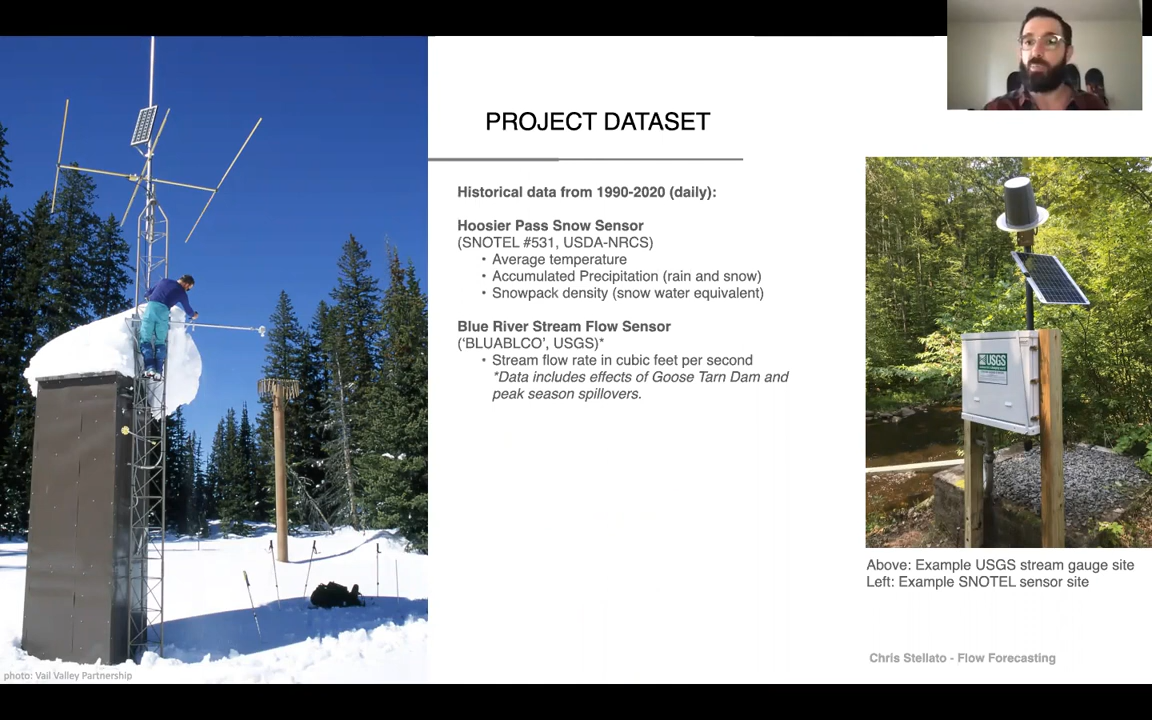 PROJECT DATASET
Historical data from 1990-2020 (daily):
Hoosier Pass Snow Sensor
(SNOTEL #531, USDA-NRCS)
• Average temperature
• Accumulated Precipitation (rain and snow)
• Snowpack density (snow water equivalent)
Blue River Stream Flow Sensor
(‘BLUABLCO’, USGS)*
• Stream flow rate in cubic feet per second
*Data includes effects of Goose Tarn Dam and
peak season spillovers.
USGS
Above: Example USGS stream gauge site
Left: Example SNOTEL sensor site
Chris Stellato - Flow Forecasting
photo: Vail Valley Partnership